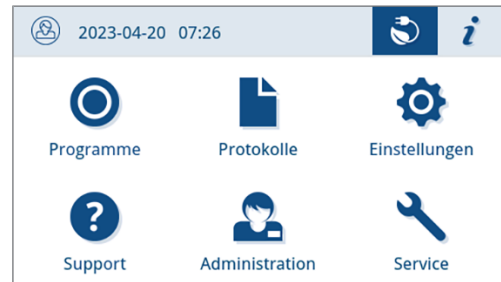 2023-04-20 07:26 i
Programme Protokolle Einstellungen
? 
Support Administration Service